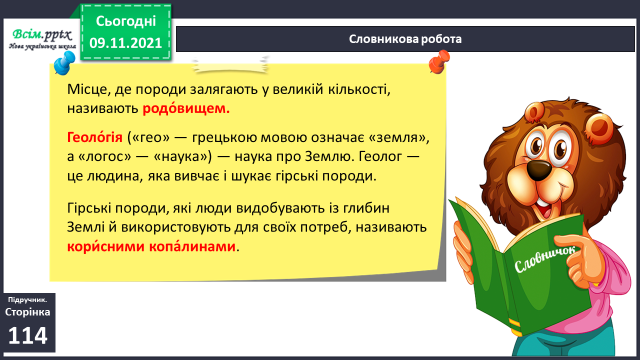 Всім.pptx
Нова українська школа
Сьогодні
09.11.2021
Словникова робота
Місце, де породи залягають у великій кількості,
називають родо́вищем.
Геоло́гія («гео» — грецькою мовою означає «земля»,
а «логос» — «наука») — наука про Землю. Геолог —
це людина, яка вивчає і шукає гірські породи.
Гірські породи, які люди видобувають із глибин
Землі й використовують для своїх потреб, називають
кори́сними копа́линами.
Словничок
Підручник.
Сторінка
114